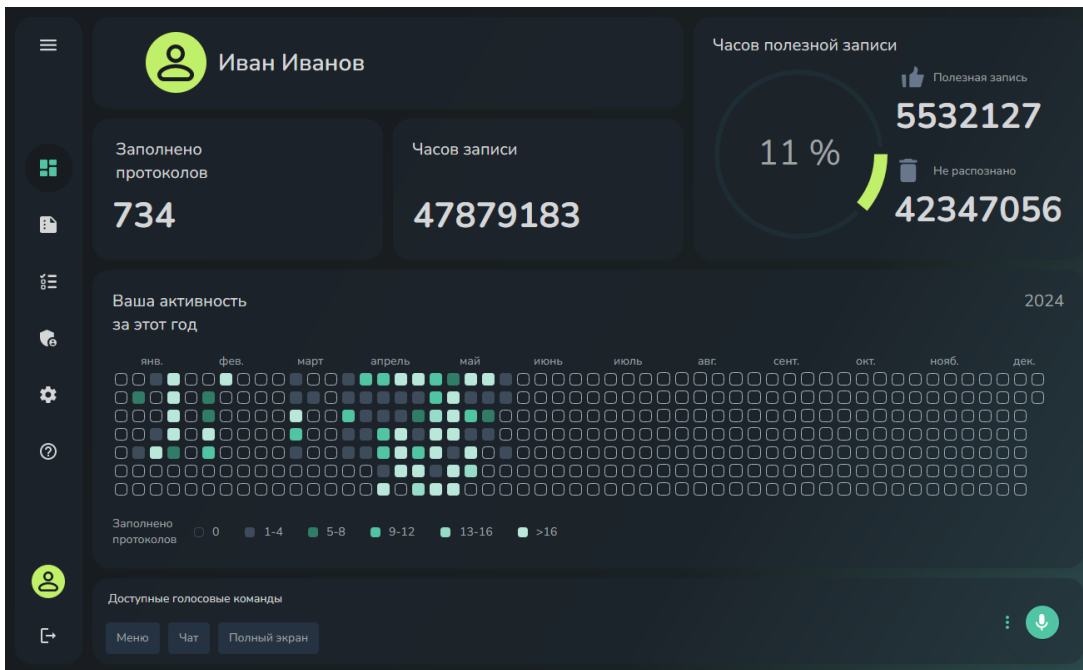 Иван Иванов
Часов полезной записи
Полезная запись
5532127
11 %
Не распознано
42347056
Заполнено
протоколов
734
Часов записи
47879183
Ваша активность
за этот год
2024
янв. фев. март апрель май июнь июль авг. сент. окт. нояб. дек.
Заполнено
протоколов
0 1-4 5-8 9-12 13-16 >16
Доступные голосовые команды
Меню Чат Полный экран